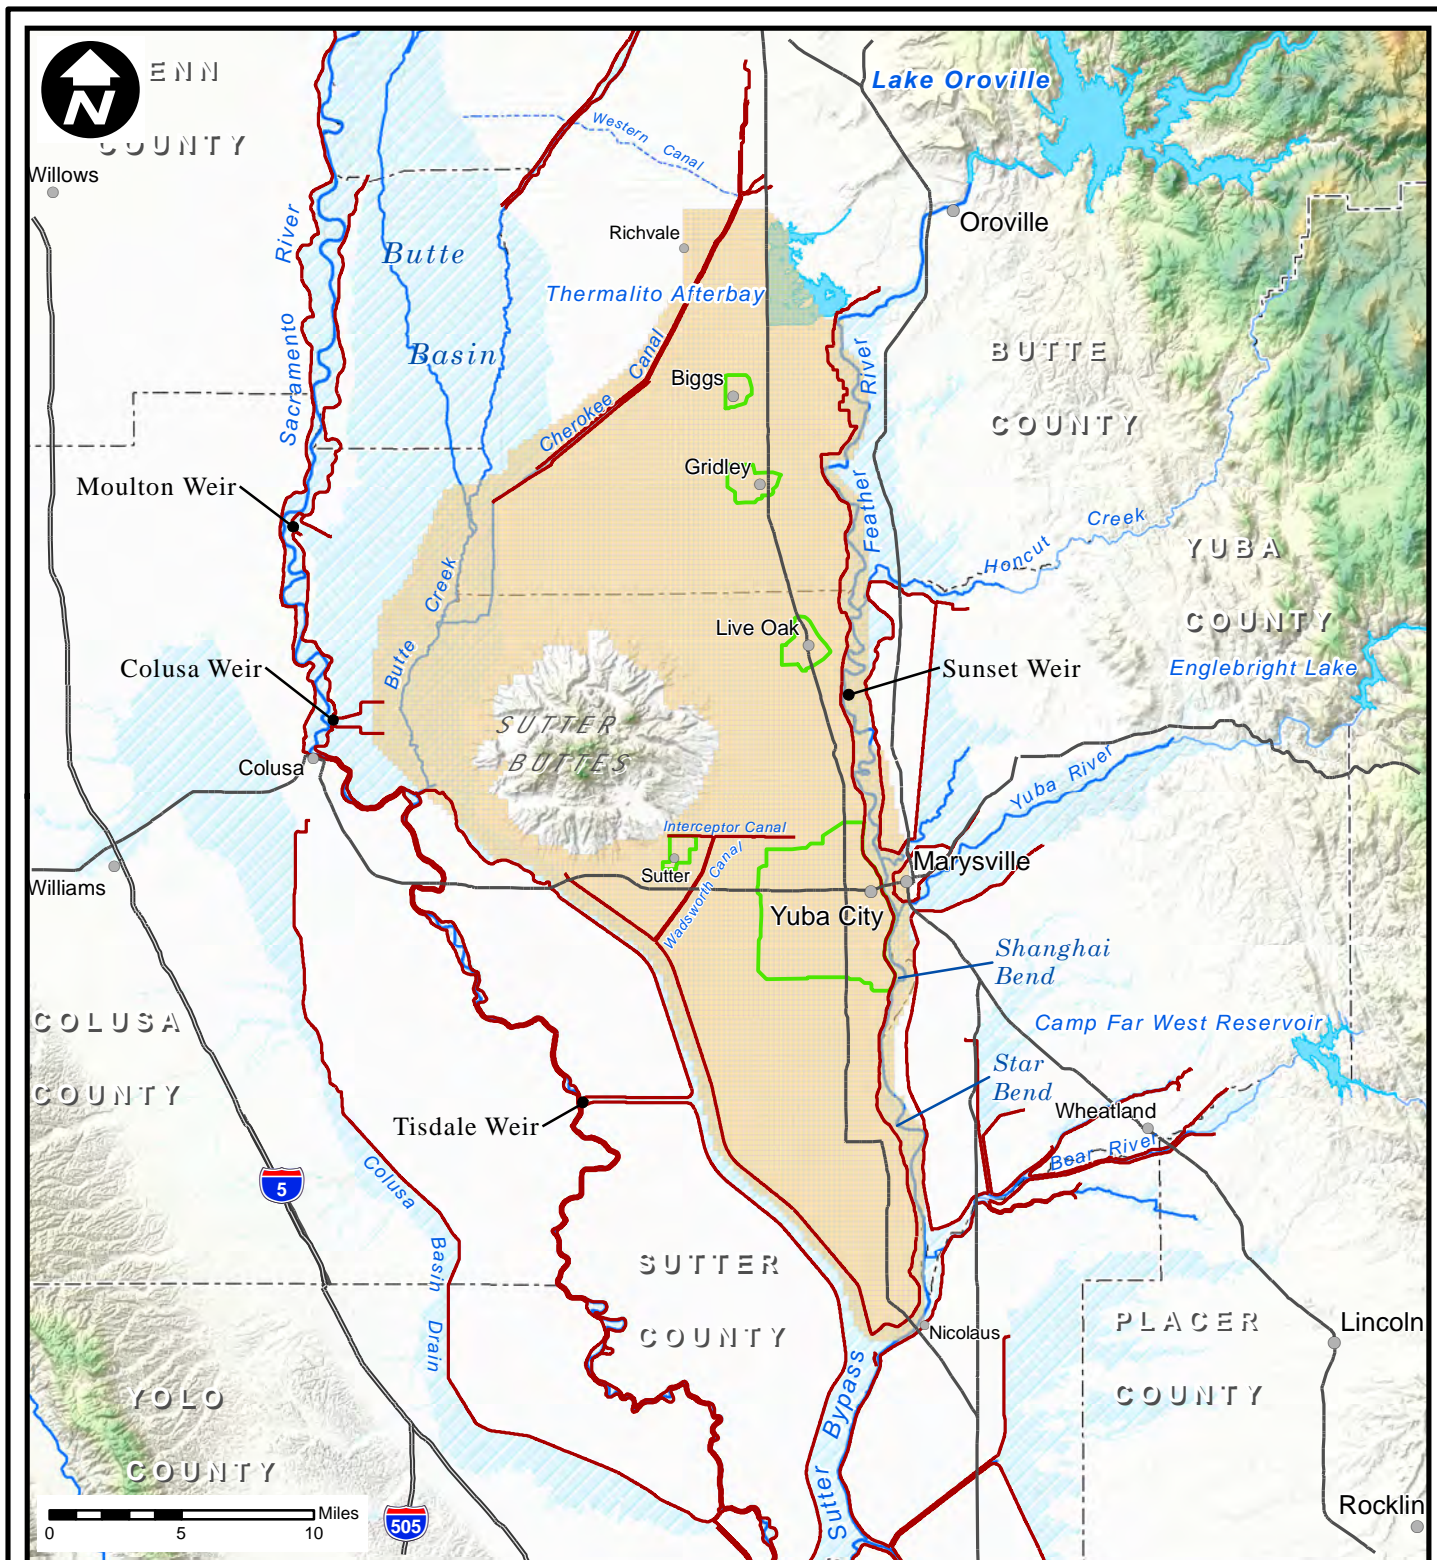 N
ENN
COUNTY
Lake Oroville
Willows
Western Canal
River
Richvale
Oroville
Butte
Thermalito Afterbay
Sacramento
Basin
Canal
River
BUTTE
COUNTY
Biggs
Cherokee
Gridley
Moulton Weir
Feather
Creek
Honcut
YUBA
COUNTY
Creek
Live Oak
Butte
Colusa Weir
Sunset Weir
Englebright Lake
SUTTER
BUTTES
Colusa
Yuba River
Interceptor Canal
Williams
Sutter
Wadsworth Canal
Marysville
Yuba City
Shanghai
Bend
COLUSA
COUNTY
Camp Far West Reservoir
Star
Bend
Wheatland
Tisdale Weir
Bear River
Colusa
5
Basin
Drain
SUTTER
COUNTY
Nicolaus
PLACER
COUNTY
Lincoln
YOLO
COUNTY
Bypass
Sutter
Miles
0 5 10
505
Rocklin